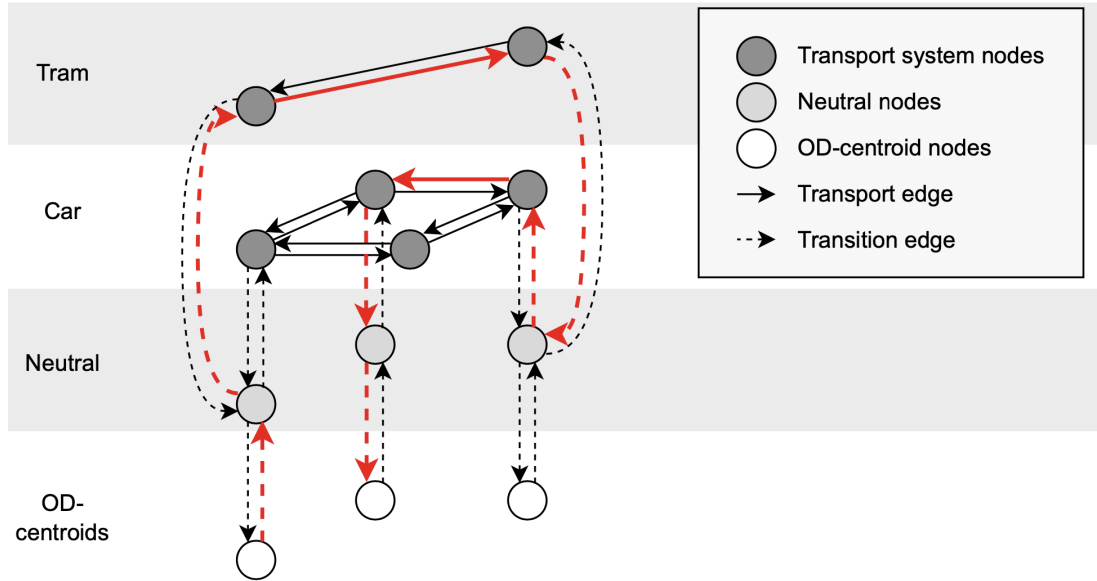 Tram
Car
Neutral
OD-
centroids
Transport system nodes
Neutral nodes
OD-centroid nodes
Transport edge
Transition edge